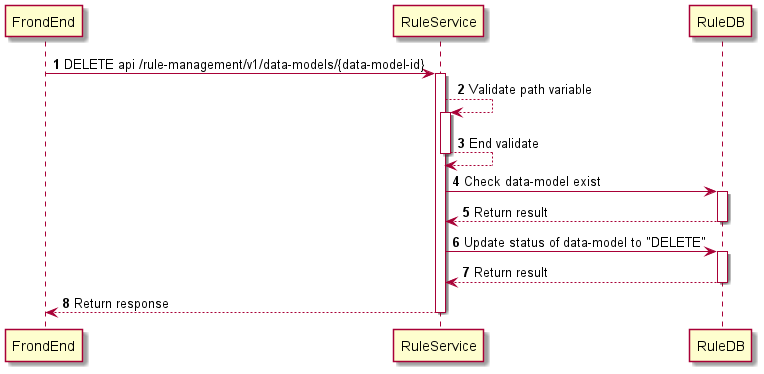 FrondEnd
RuleService
RuleDB
1 DELETE api /rule-management/v1/data-models/{data-model-id}
2 Validate path variable
3 End validate
4 Check data-model exist
5 Return result
6 Update status of data-model to "DELETE"
7 Return result
8 Return response
FrondEnd
RuleService
RuleDB